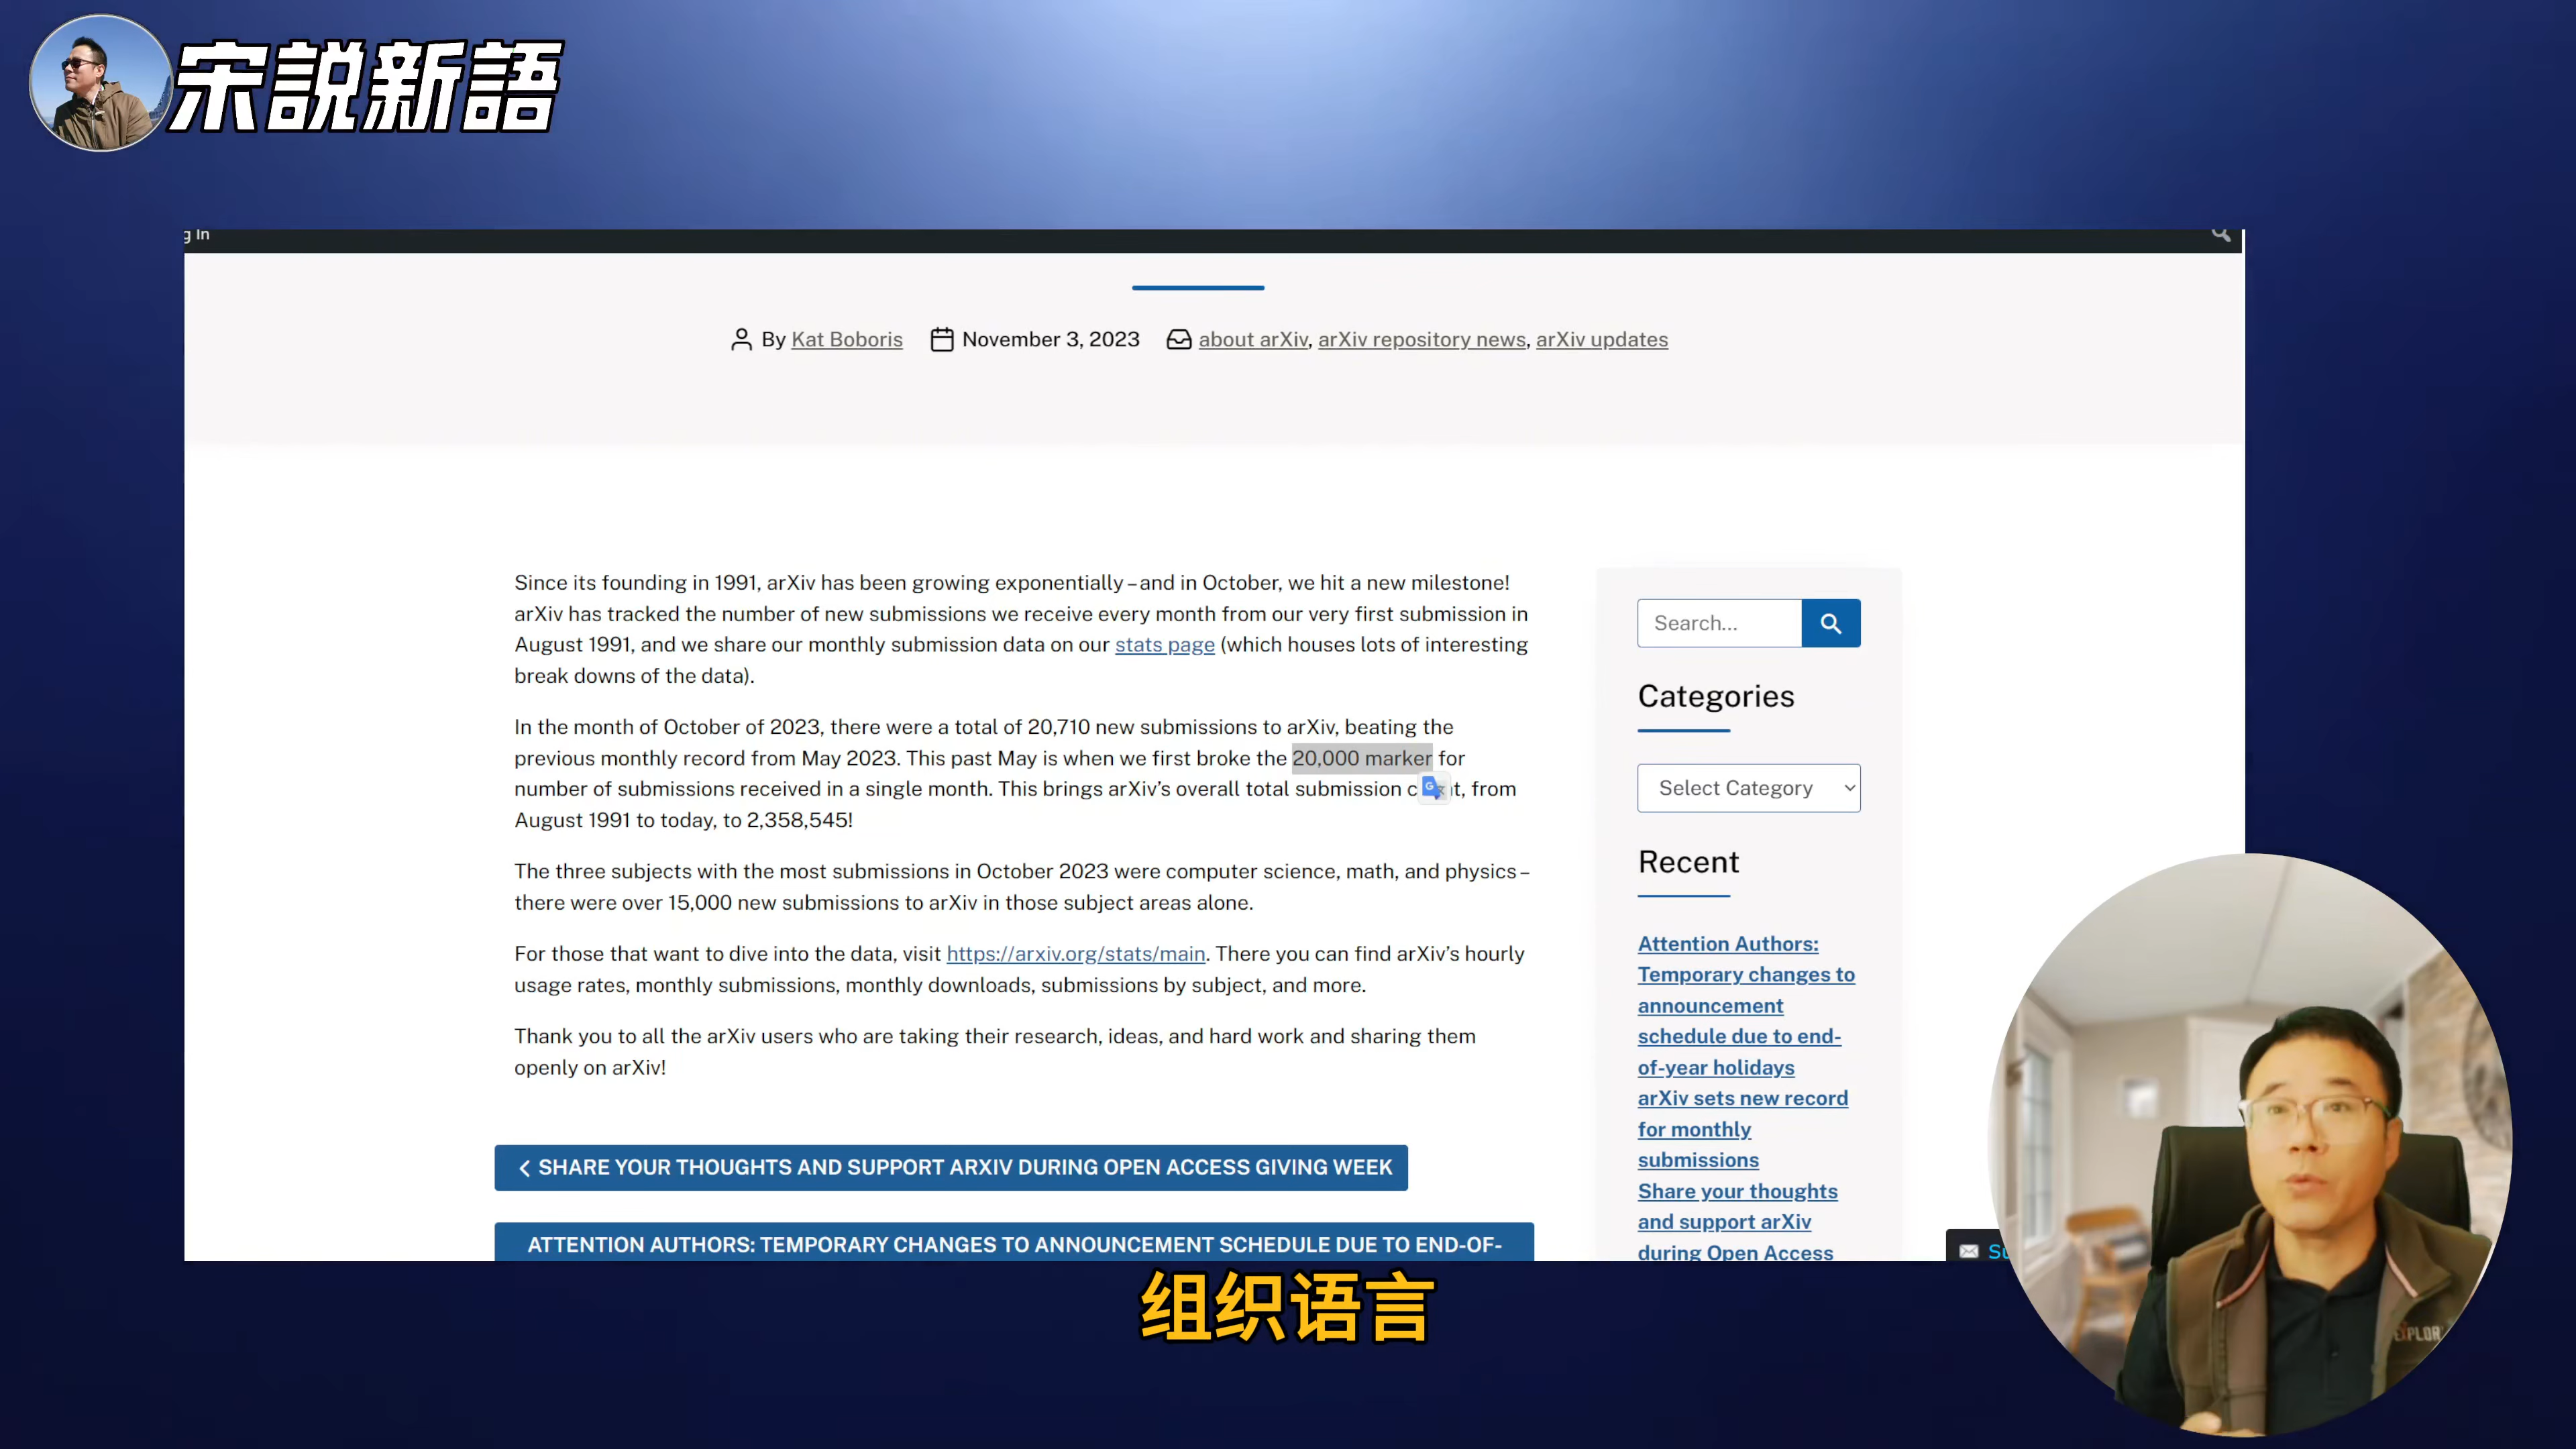 宋説新語
g In
By Kat Boboris November 3, 2023 about arXiv, arXiv repository news, arXiv updates
Since its founding in 1991, arXiv has been growing exponentially – and in October, we hit a new milestone!
arXiv has tracked the number of new submissions we receive every month from our very first submission in
August 1991, and we share our monthly submission data on our stats page (which houses lots of interesting
break downs of the data).
In the month of October of 2023, there were a total of 20,710 new submissions to arXiv, beating the
previous monthly record from May 2023. This past May is when we first broke the 20,000 marker for
number of submissions received in a single month. This brings arXiv’s overall total submission c t, from
August 1991 to today, to 2,358,545!
The three subjects with the most submissions in October 2023 were computer science, math, and physics –
there were over 15,000 new submissions to arXiv in those subject areas alone.
For those that want to dive into the data, visit https://arxiv.org/stats/main. There you can find arXiv’s hourly
usage rates, monthly submissions, monthly downloads, submissions by subject, and more.
Thank you to all the arXiv users who are taking their research, ideas, and hard work and sharing them
openly on arXiv!
SHARE YOUR THOUGHTS AND SUPPORT ARXIV DURING OPEN ACCESS GIVING WEEK
ATTENTION AUTHORS: TEMPORARY CHANGES TO ANNOUNCEMENT SCHEDULE DUE TO END-OF-
Search...
Categories
Select Category
Recent
Attention Authors:
Temporary changes to
announcement
schedule due to end-
of-year holidays
arXiv sets new record
for monthly
submissions
Share your thoughts
and support arXiv
during Open Access
Su
组织语言